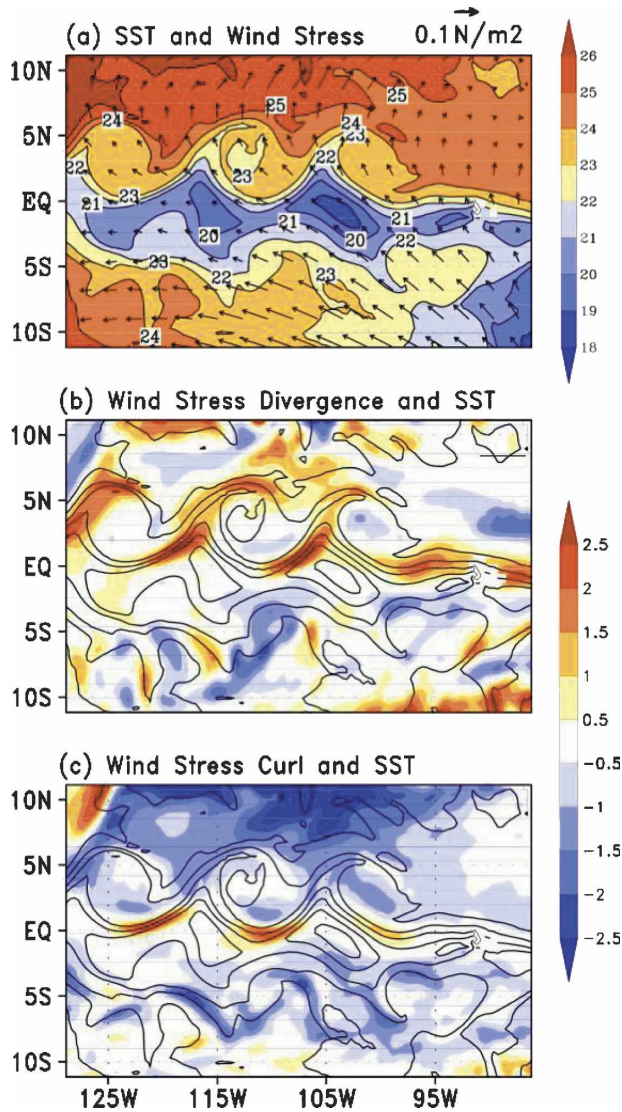 (a) SST and Wind Stress 0.1N/m2
10N
5N
EQ
5S
10S
25
25
24
24
23
22
23
22
22
23
21
21
21
20
20
22
23
22
23
24
26
25
24
23
22
21
20
19
18
(b) Wind Stress Divergence and SST
10N
5N
EQ
5S
10S
2.5
2
1.5
1
0.5
-0.5
-1
-1.5
-2
-2.5
(c) Wind Stress Curl and SST
10N
5N
EQ
5S
10S
125W 115W 105W 95W